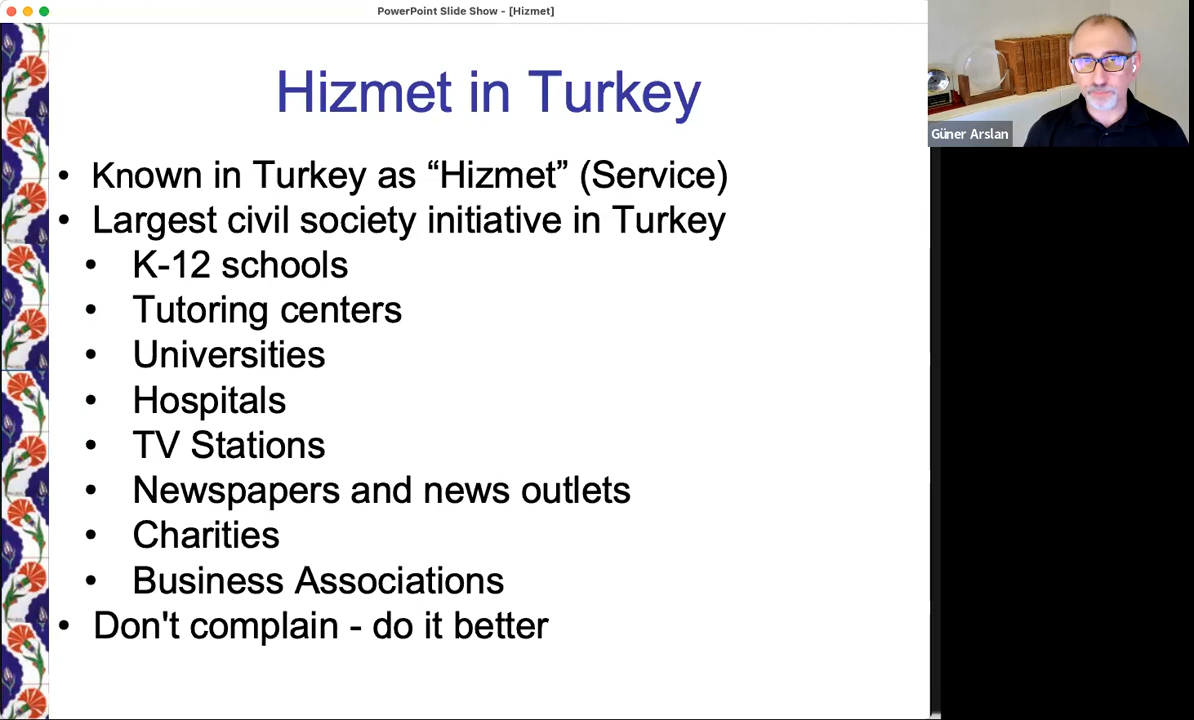 PowerPoint Slide Show - [Hizmet]
Hizmet in Turkey
• Known in Turkey as “Hizmet” (Service)
• Largest civil society initiative in Turkey
• K-12 schools
• Tutoring centers
• Universities
• Hospitals
• TV Stations
• Newspapers and news outlets
• Charities
• Business Associations
• Don't complain - do it better
Güner Arslan